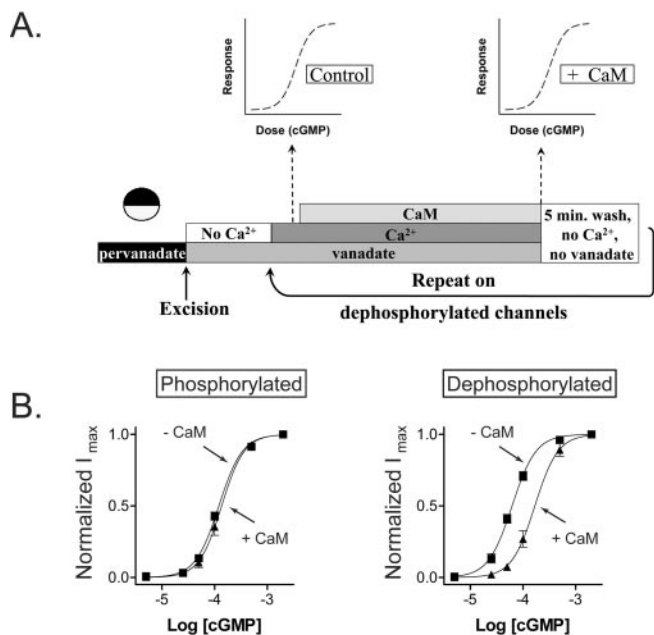 A.
Response
Control
Dose (cGMP)
Response
+ CaM
Dose (cGMP)
CaM
5 min. wash,
no Ca²⁺,
no vanadate
No Ca²⁺
Ca²⁺
pervanadate
vanadate
Repeat on
Excision
dephosphorylated channels
B.
Phosphorylated
Dephosphorylated
Normalized Imax
1.0
0.5
0.0
- CaM
+ CaM
-5 -4 -3
Log [cGMP]
Normalized Imax
1.0
0.5
0.0
- CaM
+ CaM
-5 -4 -3
Log [cGMP]